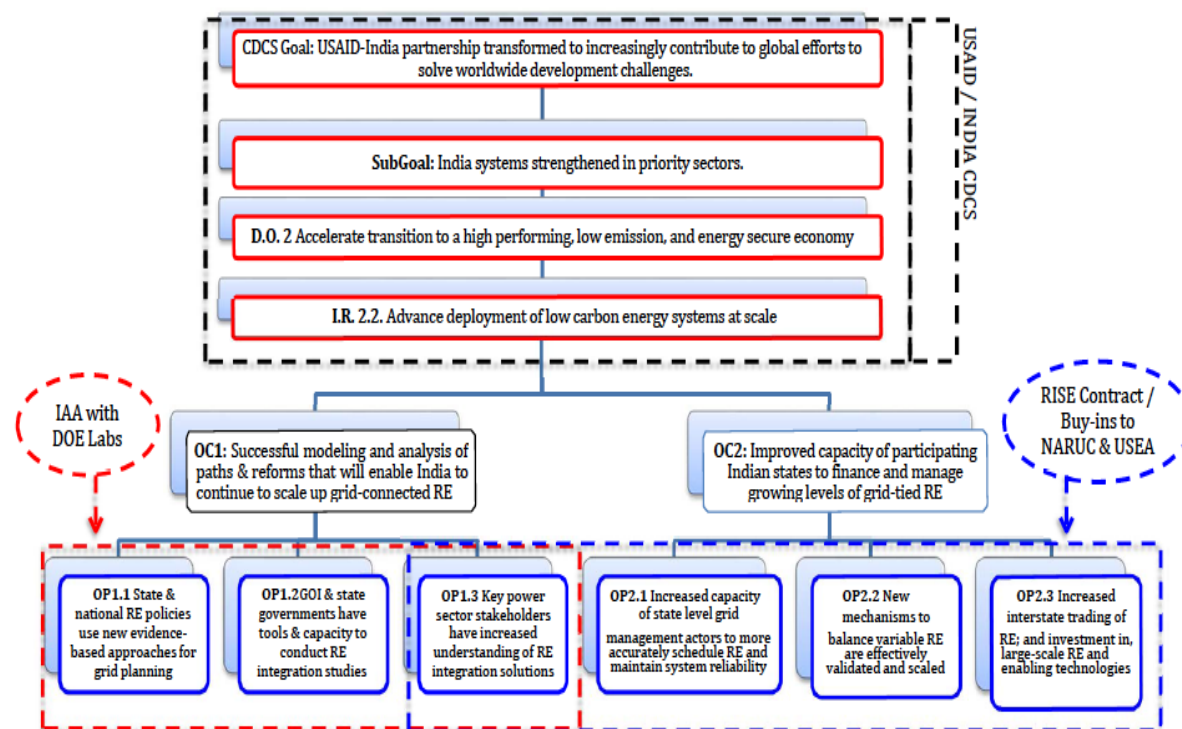 CDCS Goal: USAID-India partnership transformed to increasingly contribute to global efforts to
solve worldwide development challenges.
USAID / INDIA CDCS
SubGoal: India systems strengthened in priority sectors.
D.O. 2 Accelerate transition to a high performing, low emission, and energy secure economy
I.R. 2.2. Advance deployment of low carbon energy systems at scale
IAA with
DOE Labs
RISE Contract /
Buy-ins to
NARUC & USEA
OC1: Successful modeling and analysis of
paths & reforms that will enable India to
continue to scale up grid-connected RE
OC2: Improved capacity of participating
Indian states to finance and manage
growing levels of grid-tied RE
OP1.1 State &
national RE policies
use new evidence-
based approaches for
grid planning
OP1.2GOI & state
governments have
tools & capacity to
conduct RE
integration studies
OP1.3 Key power
sector stakeholders
have increased
understanding of RE
integration solutions
OP2.1 Increased capacity
of state level grid
management actors to more
accurately schedule RE and
maintain system reliability
OP2.2 New
mechanisms to
balance variable RE
are effectively
validated and scaled
OP2.3 Increased
interstate trading of
RE; and investment in,
large-scale RE and
enabling technologies